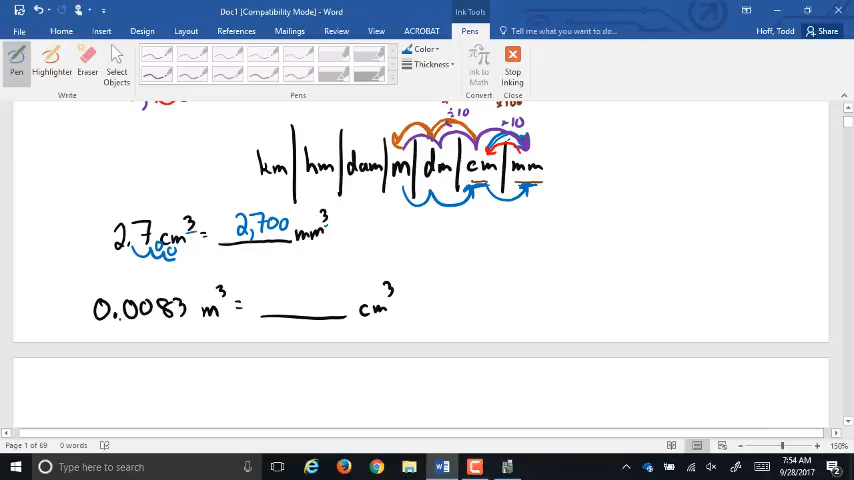 Doc1 [Compatibility Mode] - Word
Ink Tools
Hoff, Todd
Share
File Home Insert Design Layout References Mailings Review View ACROBAT Pens Tell me what you want to do...
Pen Highlighter Eraser Select Objects
Color
Thickness
Ink to Math
Stop Inking
Write Pens Convert Close
÷10
×10
km | hm | dam | m | dm | cm | mm
2.7 cm³ = 2,700 mm³
0.0083 m³ = ______ cm³
Page 1 of 69 0 words
150%
Type here to search
7:54 AM
9/28/2017
2